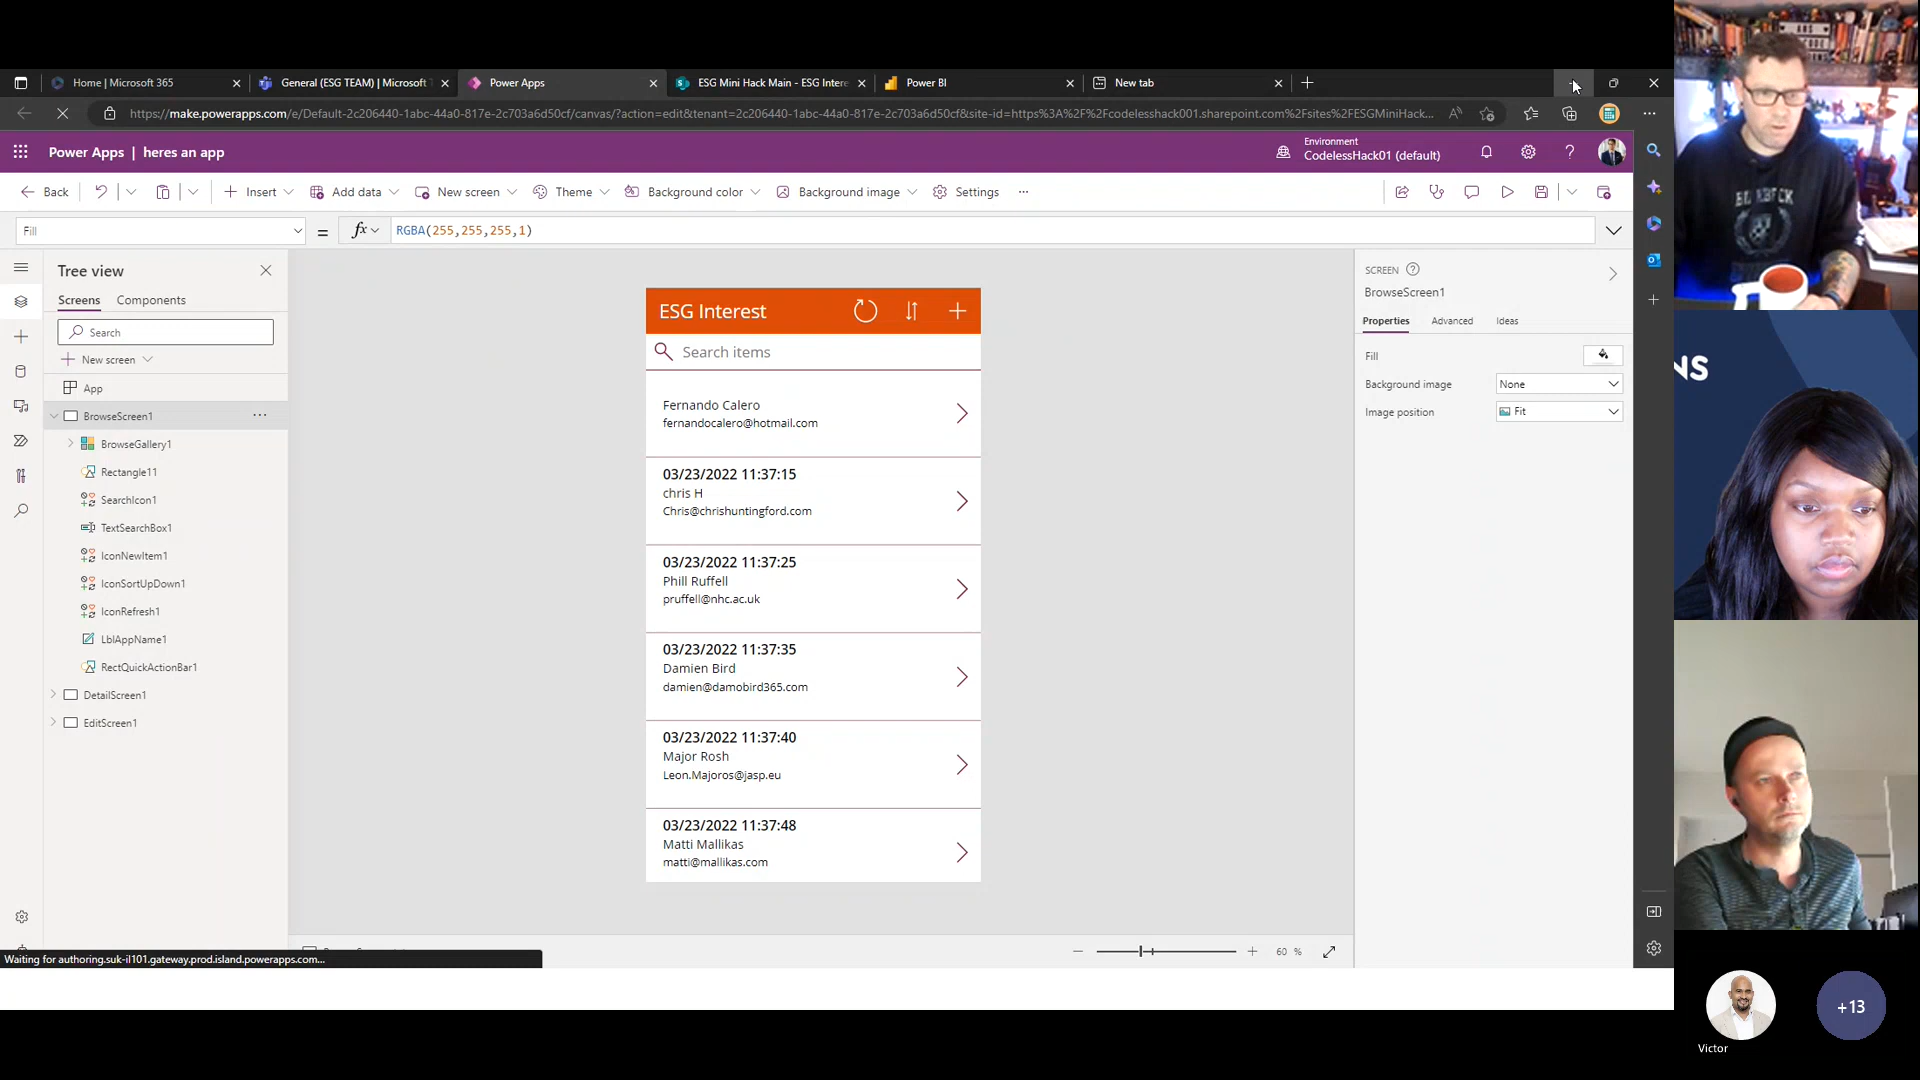 Home | Microsoft 365
General (ESG TEAM) | Microsoft T
Power Apps
ESG Mini Hack Main - ESG Intere
Power BI
New tab
https://make.powerapps.com/e/Default-2c206440-1abc-44a0-817e-2c703a6d50cf/canvas/?action=edit&tenant=2c206440-1abc-44a0-817e-2c703a6d50cf&site-id=https%3A%2F%2Fcodelesshack001.sharepoint.com%2Fsites%2FESGMiniHack...
Power Apps | heres an app
Environment
CodelessHack01 (default)
Back
Insert
Add data
New screen
Theme
Background color
Background image
Settings
Fill
= fx
RGBA(255,255,255,1)
Tree view
Screens
Components
Search
New screen
App
BrowseScreen1
BrowseGallery1
Rectangle11
SearchIcon1
TextSearchBox1
IconNewItem1
IconSortUpDown1
IconRefresh1
LblAppName1
RectQuickActionBar1
DetailScreen1
EditScreen1
Waiting for authoring.suk-il101.gateway.prod.island.powerapps.com...
ESG Interest
Search items
Fernando Calero
fernandocalero@hotmail.com
03/23/2022 11:37:15
chris H
Chris@chrishuntingford.com
03/23/2022 11:37:25
Phill Ruffell
pruffell@nhc.ac.uk
03/23/2022 11:37:35
Damien Bird
damien@damobird365.com
03/23/2022 11:37:40
Major Rosh
Leon.Majoros@jasp.eu
03/23/2022 11:37:48
Matti Mallikas
matti@mallikas.com
60 %
SCREEN
BrowseScreen1
Properties
Advanced
Ideas
Fill
Background image
None
Image position
Fit
NS
Victor
+13